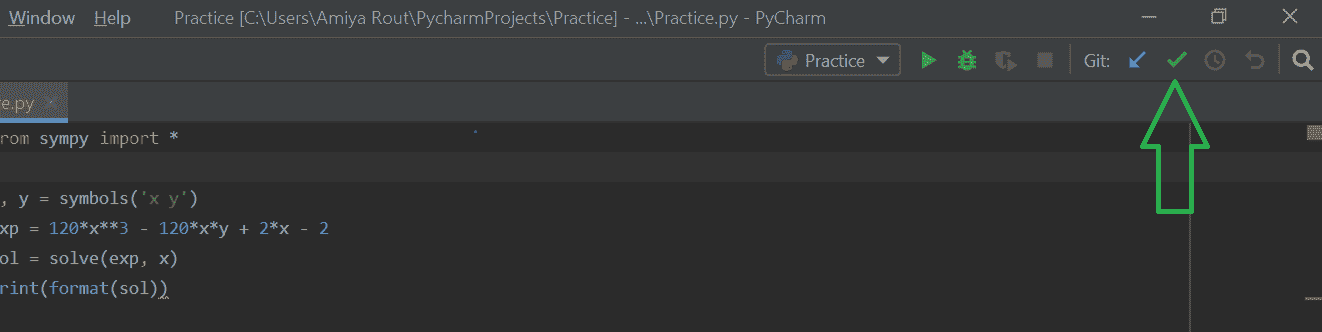 Window Help Practice [C:\Users\Amiya Rout\PycharmProjects\Practice] - ...\Practice.py - PyCharm
Practice Git:
e.py
rom sympy import *
, y = symbols('x y')
xp = 120*x**3 - 120*x*y + 2*x - 2
ol = solve(exp, x)
rint(format(sol))